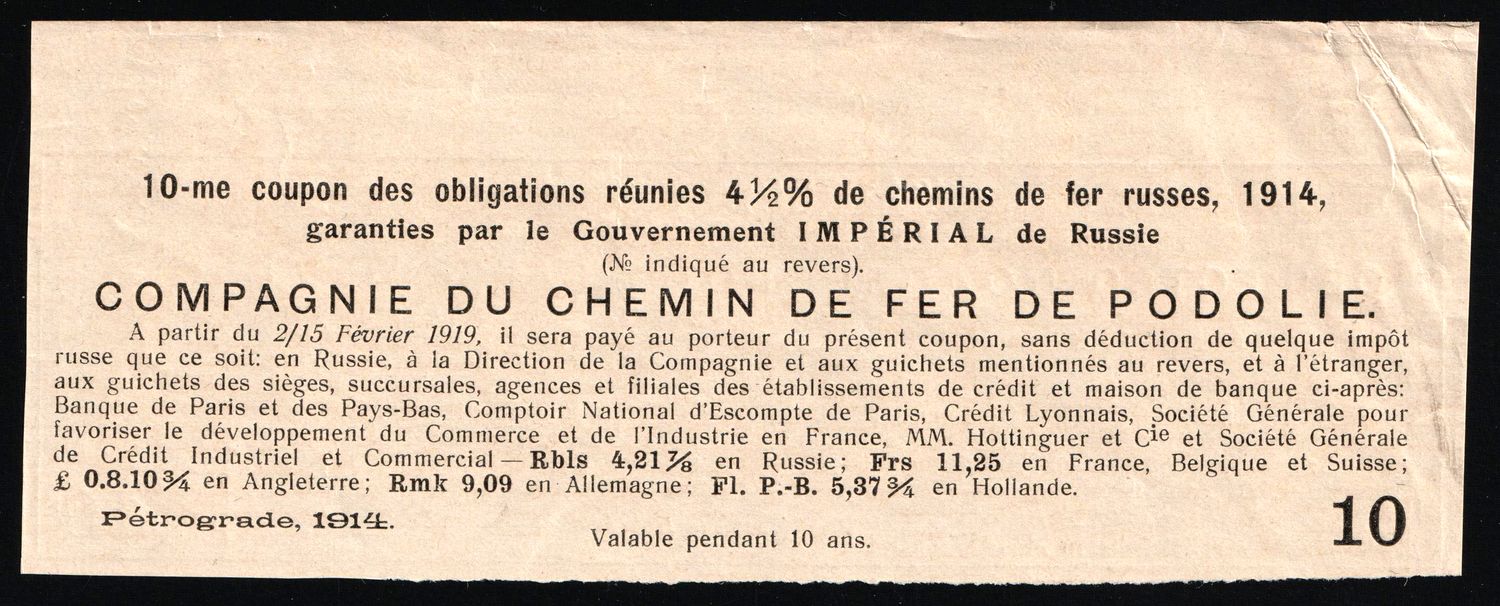 10-me coupon des obligations réunies 4½% de chemins de fer russes, 1914,
garanties par le Gouvernement IMPÉRIAL de Russie
(№ indiqué au revers).
COMPAGNIE DU CHEMIN DE FER DE PODOLIE.
A partir du 2/15 Février 1919, il sera payé au porteur du présent coupon, sans déduction de quelque impôt
russe que ce soit: en Russie, à la Direction de la Compagnie et aux guichets mentionnés au revers, et à l'étranger,
aux guichets des sièges, succursales, agences et filiales des établissements de crédit et maison de banque ci-après:
Banque de Paris et des Pays-Bas, Comptoir National d'Escompte de Paris, Crédit Lyonnais, Société Générale pour
favoriser le développement du Commerce et de l'Industrie en France, MM. Hottinguer et Cie et Société Générale
de Crédit Industriel et Commercial — Rbls 4,21⅞ en Russie; Frs 11,25 en France, Belgique et Suisse;
£ 0.8.10¾ en Angleterre; Rmk 9,09 en Allemagne; Fl. P.-B. 5,37¾ en Hollande.
Pétrograde, 1914.
Valable pendant 10 ans.
10